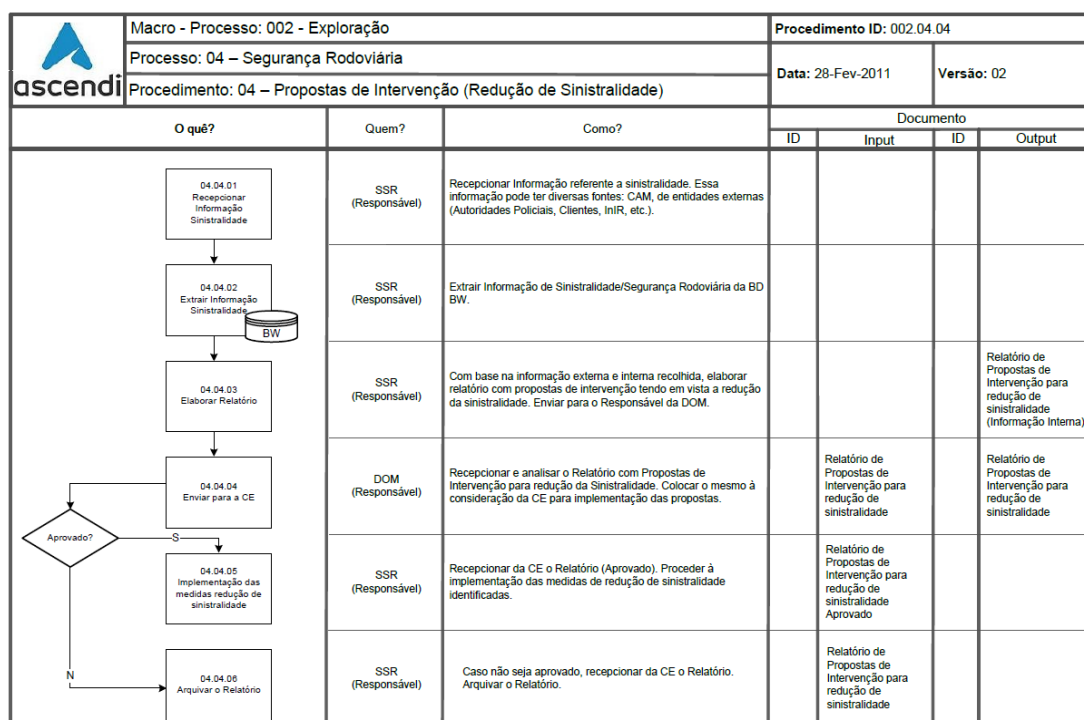 ascendi
Macro - Processo: 002 - Exploração
Procedimento ID: 002.04.04
Processo: 04 – Segurança Rodoviária
Data: 28-Fev-2011
Versão: 02
Procedimento: 04 – Propostas de Intervenção (Redução de Sinistralidade)
O quê?
Quem?
Como?
Documento
ID
Input
ID
Output
04.04.01
Recepcionar
Informação
Sinistralidade
SSR
(Responsável)
Recepcionar Informação referente a sinistralidade. Essa
informação pode ter diversas fontes: CAM, de entidades externas
(Autoridades Policiais, Clientes, InIR, etc.).
04.04.02
Extrair Informação
Sinistralidade
BW
SSR
(Responsável)
Extrair Informação de Sinistralidade/Segurança Rodoviária da BD
BW.
04.04.03
Elaborar Relatório
SSR
(Responsável)
Com base na informação externa e interna recolhida, elaborar
relatório com propostas de intervenção tendo em vista a redução
da sinistralidade. Enviar para o Responsável da DOM.
Relatório de
Propostas de
Intervenção para
redução de
sinistralidade
(Informação Interna)
04.04.04
Enviar para a CE
DOM
(Responsável)
Recepcionar e analisar o Relatório com Propostas de
Intervenção para redução da Sinistralidade. Colocar o mesmo à
consideração da CE para implementação das propostas.
Relatório de
Propostas de
Intervenção para
redução de
sinistralidade
Relatório de
Propostas de
Intervenção para
redução de
sinistralidade
Aprovado?
S
04.04.05
Implementação das
medidas redução de
sinistralidade
SSR
(Responsável)
Recepcionar da CE o Relatório (Aprovado). Proceder à
implementação das medidas de redução de sinistralidade
identificadas.
Relatório de
Propostas de
Intervenção para
redução de
sinistralidade
Aprovado
N
04.04.06
Arquivar o Relatório
SSR
(Responsável)
Caso não seja aprovado, recepcionar da CE o Relatório.
Arquivar o Relatório.
Relatório de
Propostas de
Intervenção para
redução de
sinistralidade